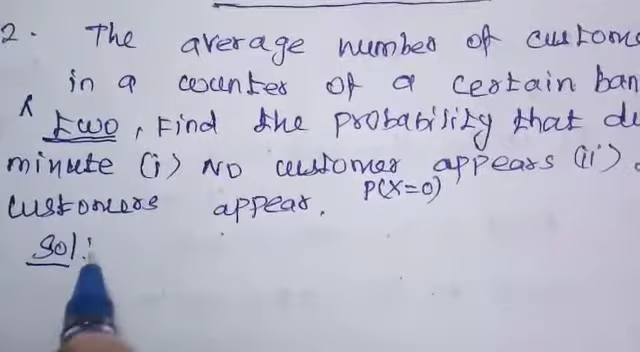 2. The average number of custome
in a counter of a certain ban
λ two, Find the probability that du
minute (i) NO customer appears (ii)
customers appear. P(X=0)
Sol: